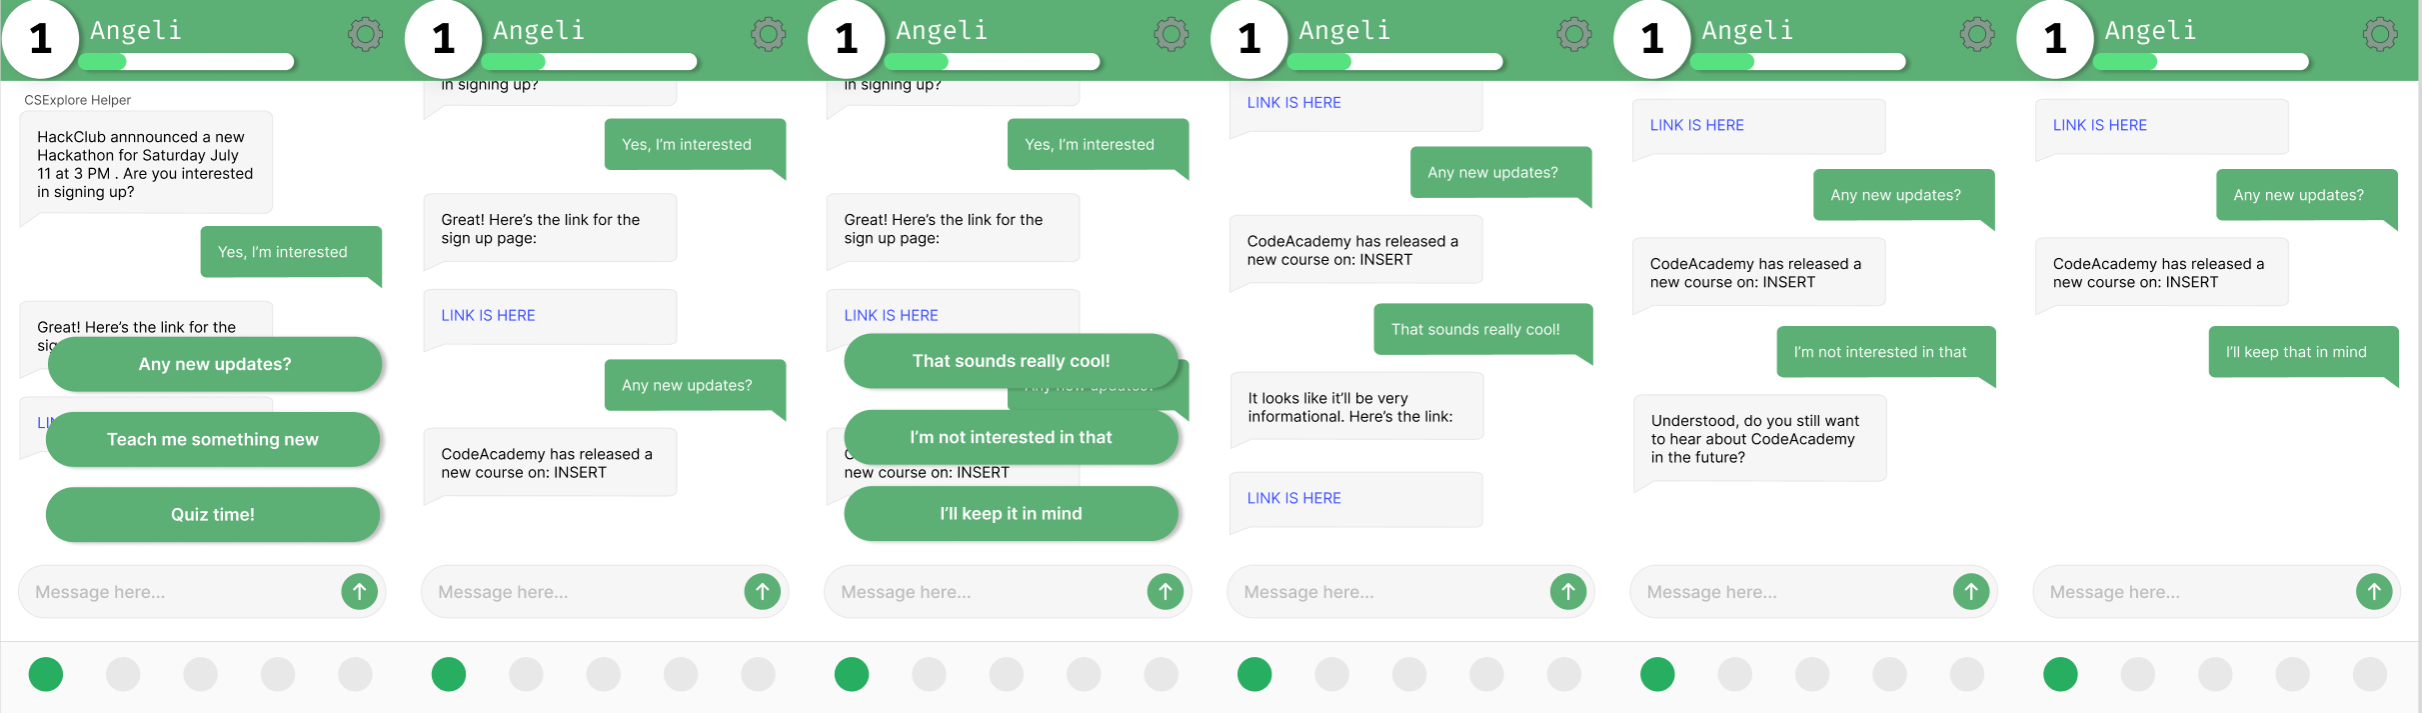 1
Angeli
CSExplore Helper
HackClub annnounced a new
Hackathon for Saturday July
11 at 3 PM . Are you interested
in signing up?
Yes, I'm interested
Great! Here's the link for the
sig
Any new updates?
LIN
Teach me something new
Quiz time!
Message here...
1
Angeli
in signing up?
Yes, I'm interested
Great! Here's the link for the
sign up page:
LINK IS HERE
Any new updates?
CodeAcademy has released a
new course on: INSERT
Message here...
1
Angeli
in signing up?
Yes, I'm interested
Great! Here's the link for the
sign up page:
LINK IS HERE
That sounds really cool!
Any new updates?
I'm not interested in that
C
new course on: INSERT
I'll keep it in mind
Message here...
1
Angeli
LINK IS HERE
Any new updates?
CodeAcademy has released a
new course on: INSERT
That sounds really cool!
It looks like it'll be very
informational. Here's the link:
LINK IS HERE
Message here...
1
Angeli
LINK IS HERE
Any new updates?
CodeAcademy has released a
new course on: INSERT
I'm not interested in that
Understood, do you still want
to hear about CodeAcademy
in the future?
Message here...
1
Angeli
LINK IS HERE
Any new updates?
CodeAcademy has released a
new course on: INSERT
I'll keep that in mind
Message here...